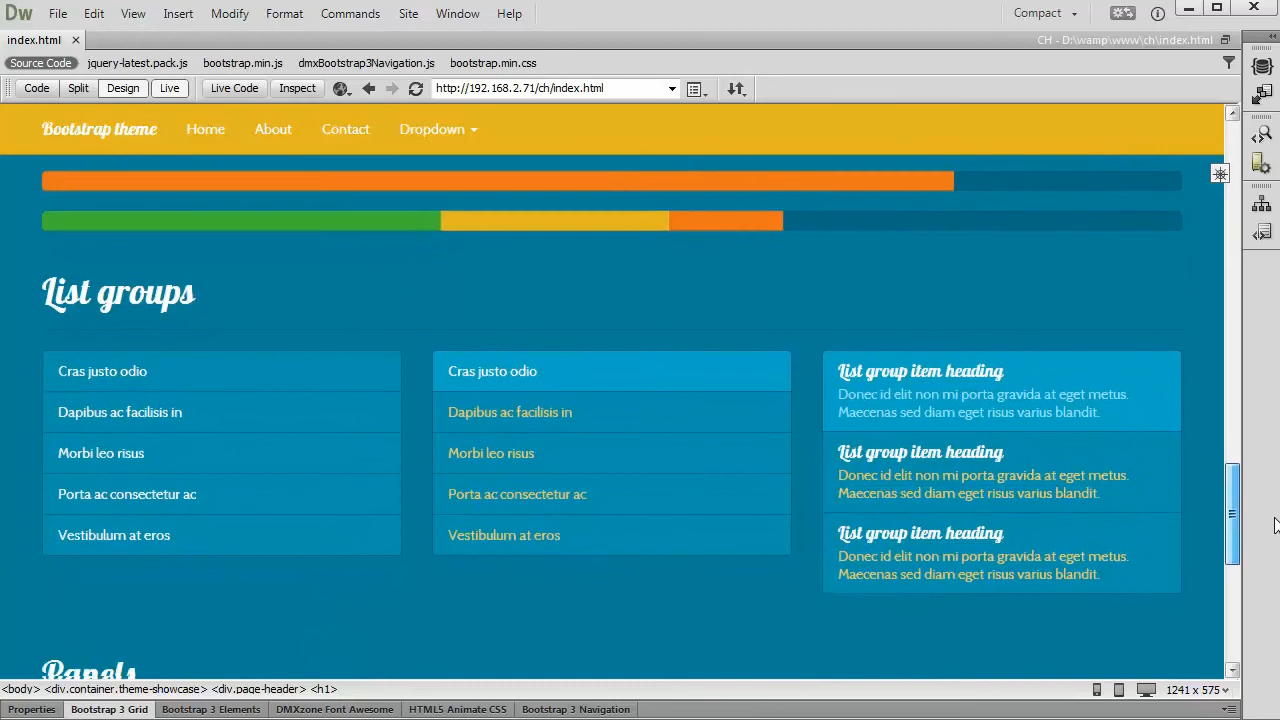 Dw File Edit View Insert Modify Format Commands Site Window Help Compact
index.html CH - D:\wamp\www\ch\index.html
Source Code jquery-latest.pack.js bootstrap.min.js dmxBootstrap3Navigation.js bootstrap.min.css
Code Split Design Live Live Code Inspect http://192.168.2.71/ch/index.html
Bootstrap theme Home About Contact Dropdown
List groups
Cras justo odio
Dapibus ac facilisis in
Morbi leo risus
Porta ac consectetur ac
Vestibulum at eros
Cras justo odio
Dapibus ac facilisis in
Morbi leo risus
Porta ac consectetur ac
Vestibulum at eros
List group item heading
Donec id elit non mi porta gravida at eget metus.
Maecenas sed diam eget risus varius blandit.
List group item heading
Donec id elit non mi porta gravida at eget metus.
Maecenas sed diam eget risus varius blandit.
List group item heading
Donec id elit non mi porta gravida at eget metus.
Maecenas sed diam eget risus varius blandit.
Panels
<body> <div.container.theme-showcase> <div.page-header> <h1> 1241 x 575
Properties Bootstrap 3 Grid Bootstrap 3 Elements DMXzone Font Awesome HTML5 Animate CSS Bootstrap 3 Navigation